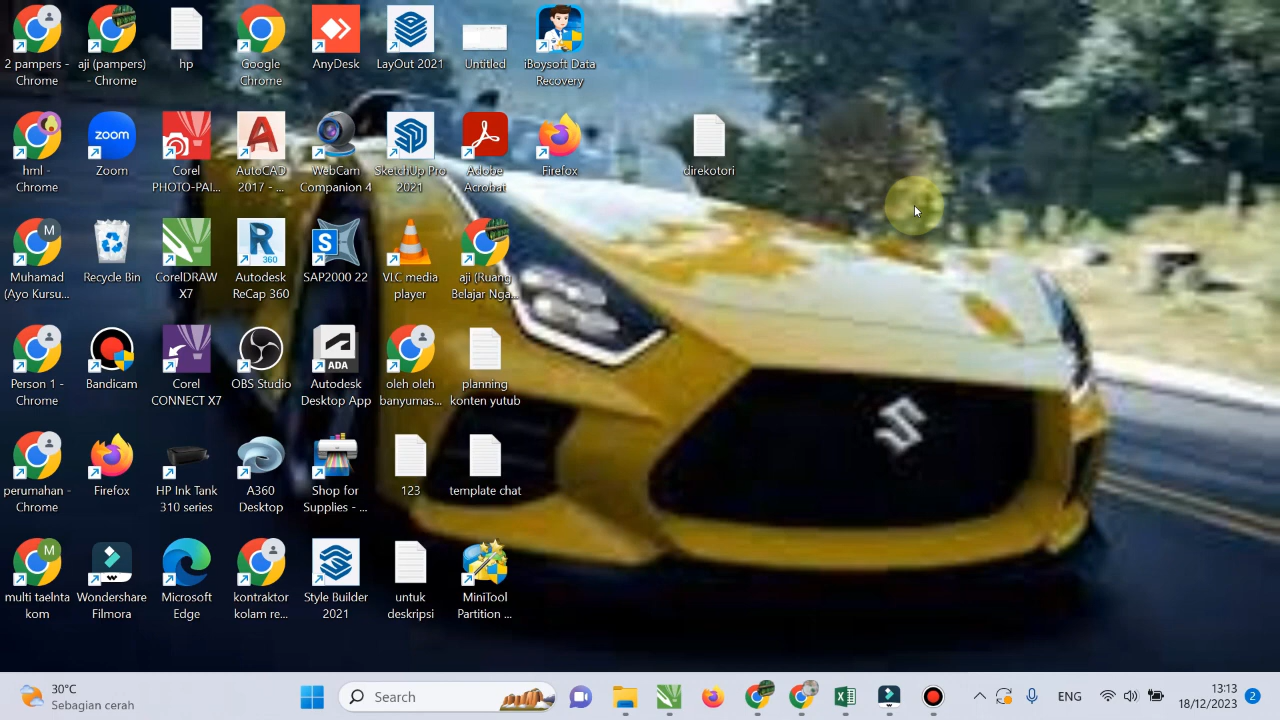 2 pampers -
Chrome
aji (pampers)
- Chrome
hp
Google
Chrome
AnyDesk
LayOut 2021
Untitled
iBoysoft Data
Recovery
hml -
Chrome
zoom
Zoom
Corel
PHOTO-PAI...
AutoCAD
2017 - ...
WebCam
Companion 4
SketchUp Pro
2021
Adobe
Acrobat
Firefox
direkotori
M
Muhamad
(Ayo Kursu...
Recycle Bin
CorelDRAW
X7
R
360
Autodesk
ReCap 360
S
SAP2000 22
VLC media
player
aji (Ruang
Belajar Nga...
Person 1 -
Chrome
Bandicam
Corel
CONNECT X7
OBS Studio
ADA
Autodesk
Desktop App
oleh oleh
banyumas...
planning
konten yutub
perumahan -
Chrome
Firefox
HP Ink Tank
310 series
A360
Desktop
Shop for
Supplies - ...
123
template chat
M
multi taelnta
kom
Wondershare
Filmora
Microsoft
Edge
kontraktor
kolam re...
Style Builder
2021
untuk
deskripsi
MiniTool
Partition ...
30°C
Sebagian cerah
Search
ENG
13:13
18/12/2023
2